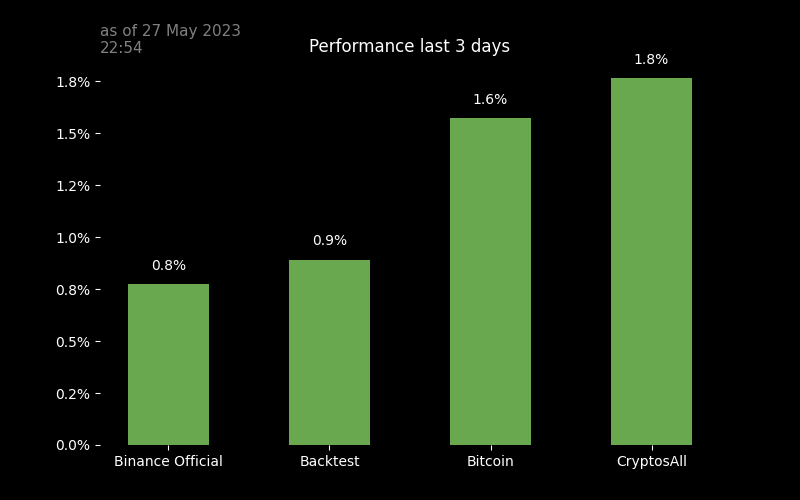 as of 27 May 2023
22:54
Performance last 3 days
1.8%
1.6%
0.9%
0.8%
1.8%
1.5%
1.2%
1.0%
0.8%
0.5%
0.2%
0.0%
Binance Official
Backtest
Bitcoin
CryptosAll